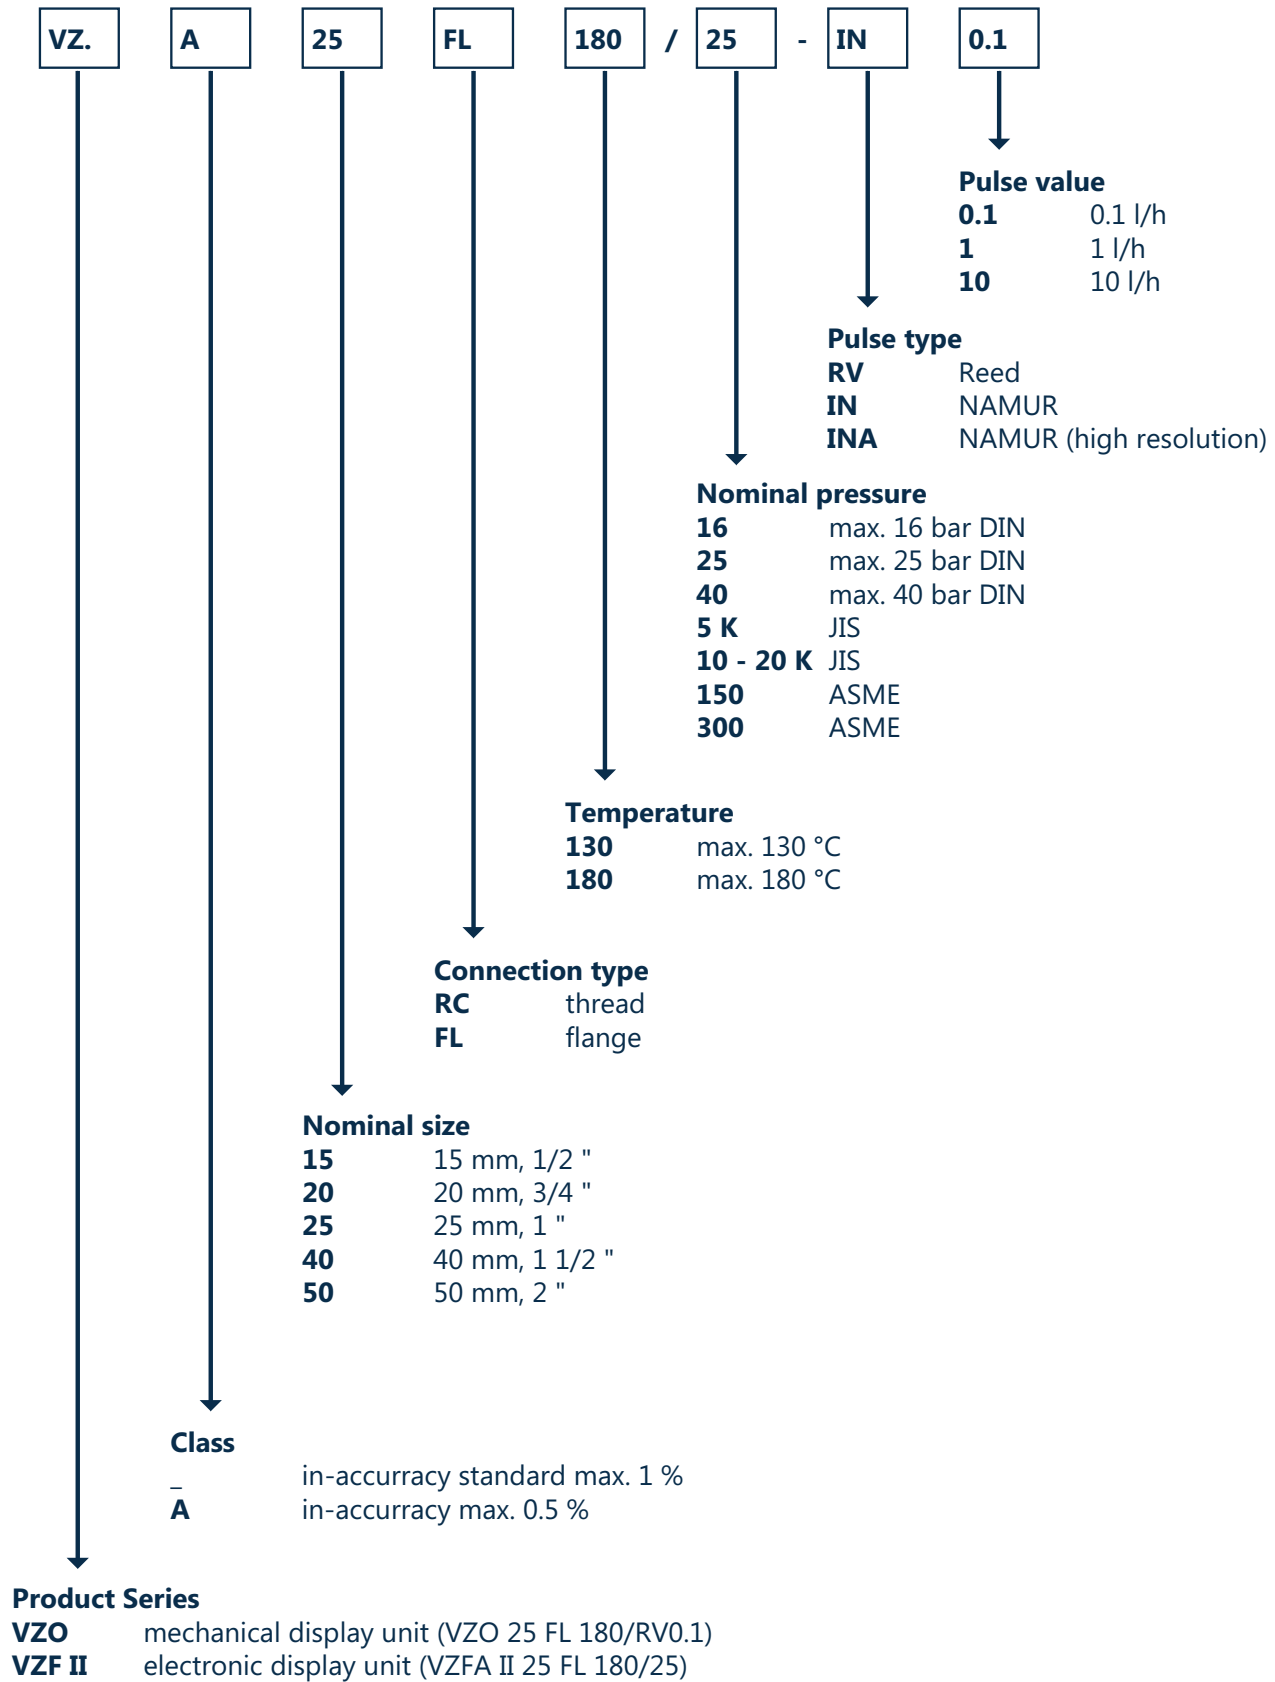 VZ. A 25 FL 180 / 25 - IN 0.1
Pulse value
0.1 0.1 l/h
1 1 l/h
10 10 l/h
Pulse type
RV Reed
IN NAMUR
INA NAMUR (high resolution)
Nominal pressure
16 max. 16 bar DIN
25 max. 25 bar DIN
40 max. 40 bar DIN
5 K JIS
10 - 20 K JIS
150 ASME
300 ASME
Temperature
130 max. 130 °C
180 max. 180 °C
Connection type
RC thread
FL flange
Nominal size
15 15 mm, 1/2 "
20 20 mm, 3/4 "
25 25 mm, 1 "
40 40 mm, 1 1/2 "
50 50 mm, 2 "
Class
_ in-accurracy standard max. 1 %
A in-accurracy max. 0.5 %
Product Series
VZO mechanical display unit (VZO 25 FL 180/RV0.1)
VZF II electronic display unit (VZFA II 25 FL 180/25)